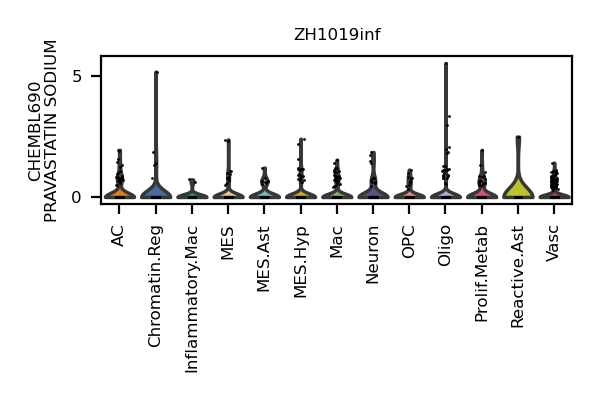 ZH1019inf
CHEMBL690
PRAVASTATIN SODIUM
5
0
AC
Chromatin.Reg
Inflammatory.Mac
MES
MES.Ast
MES.Hyp
Mac
Neuron
OPC
Oligo
Prolif.Metab
Reactive.Ast
Vasc